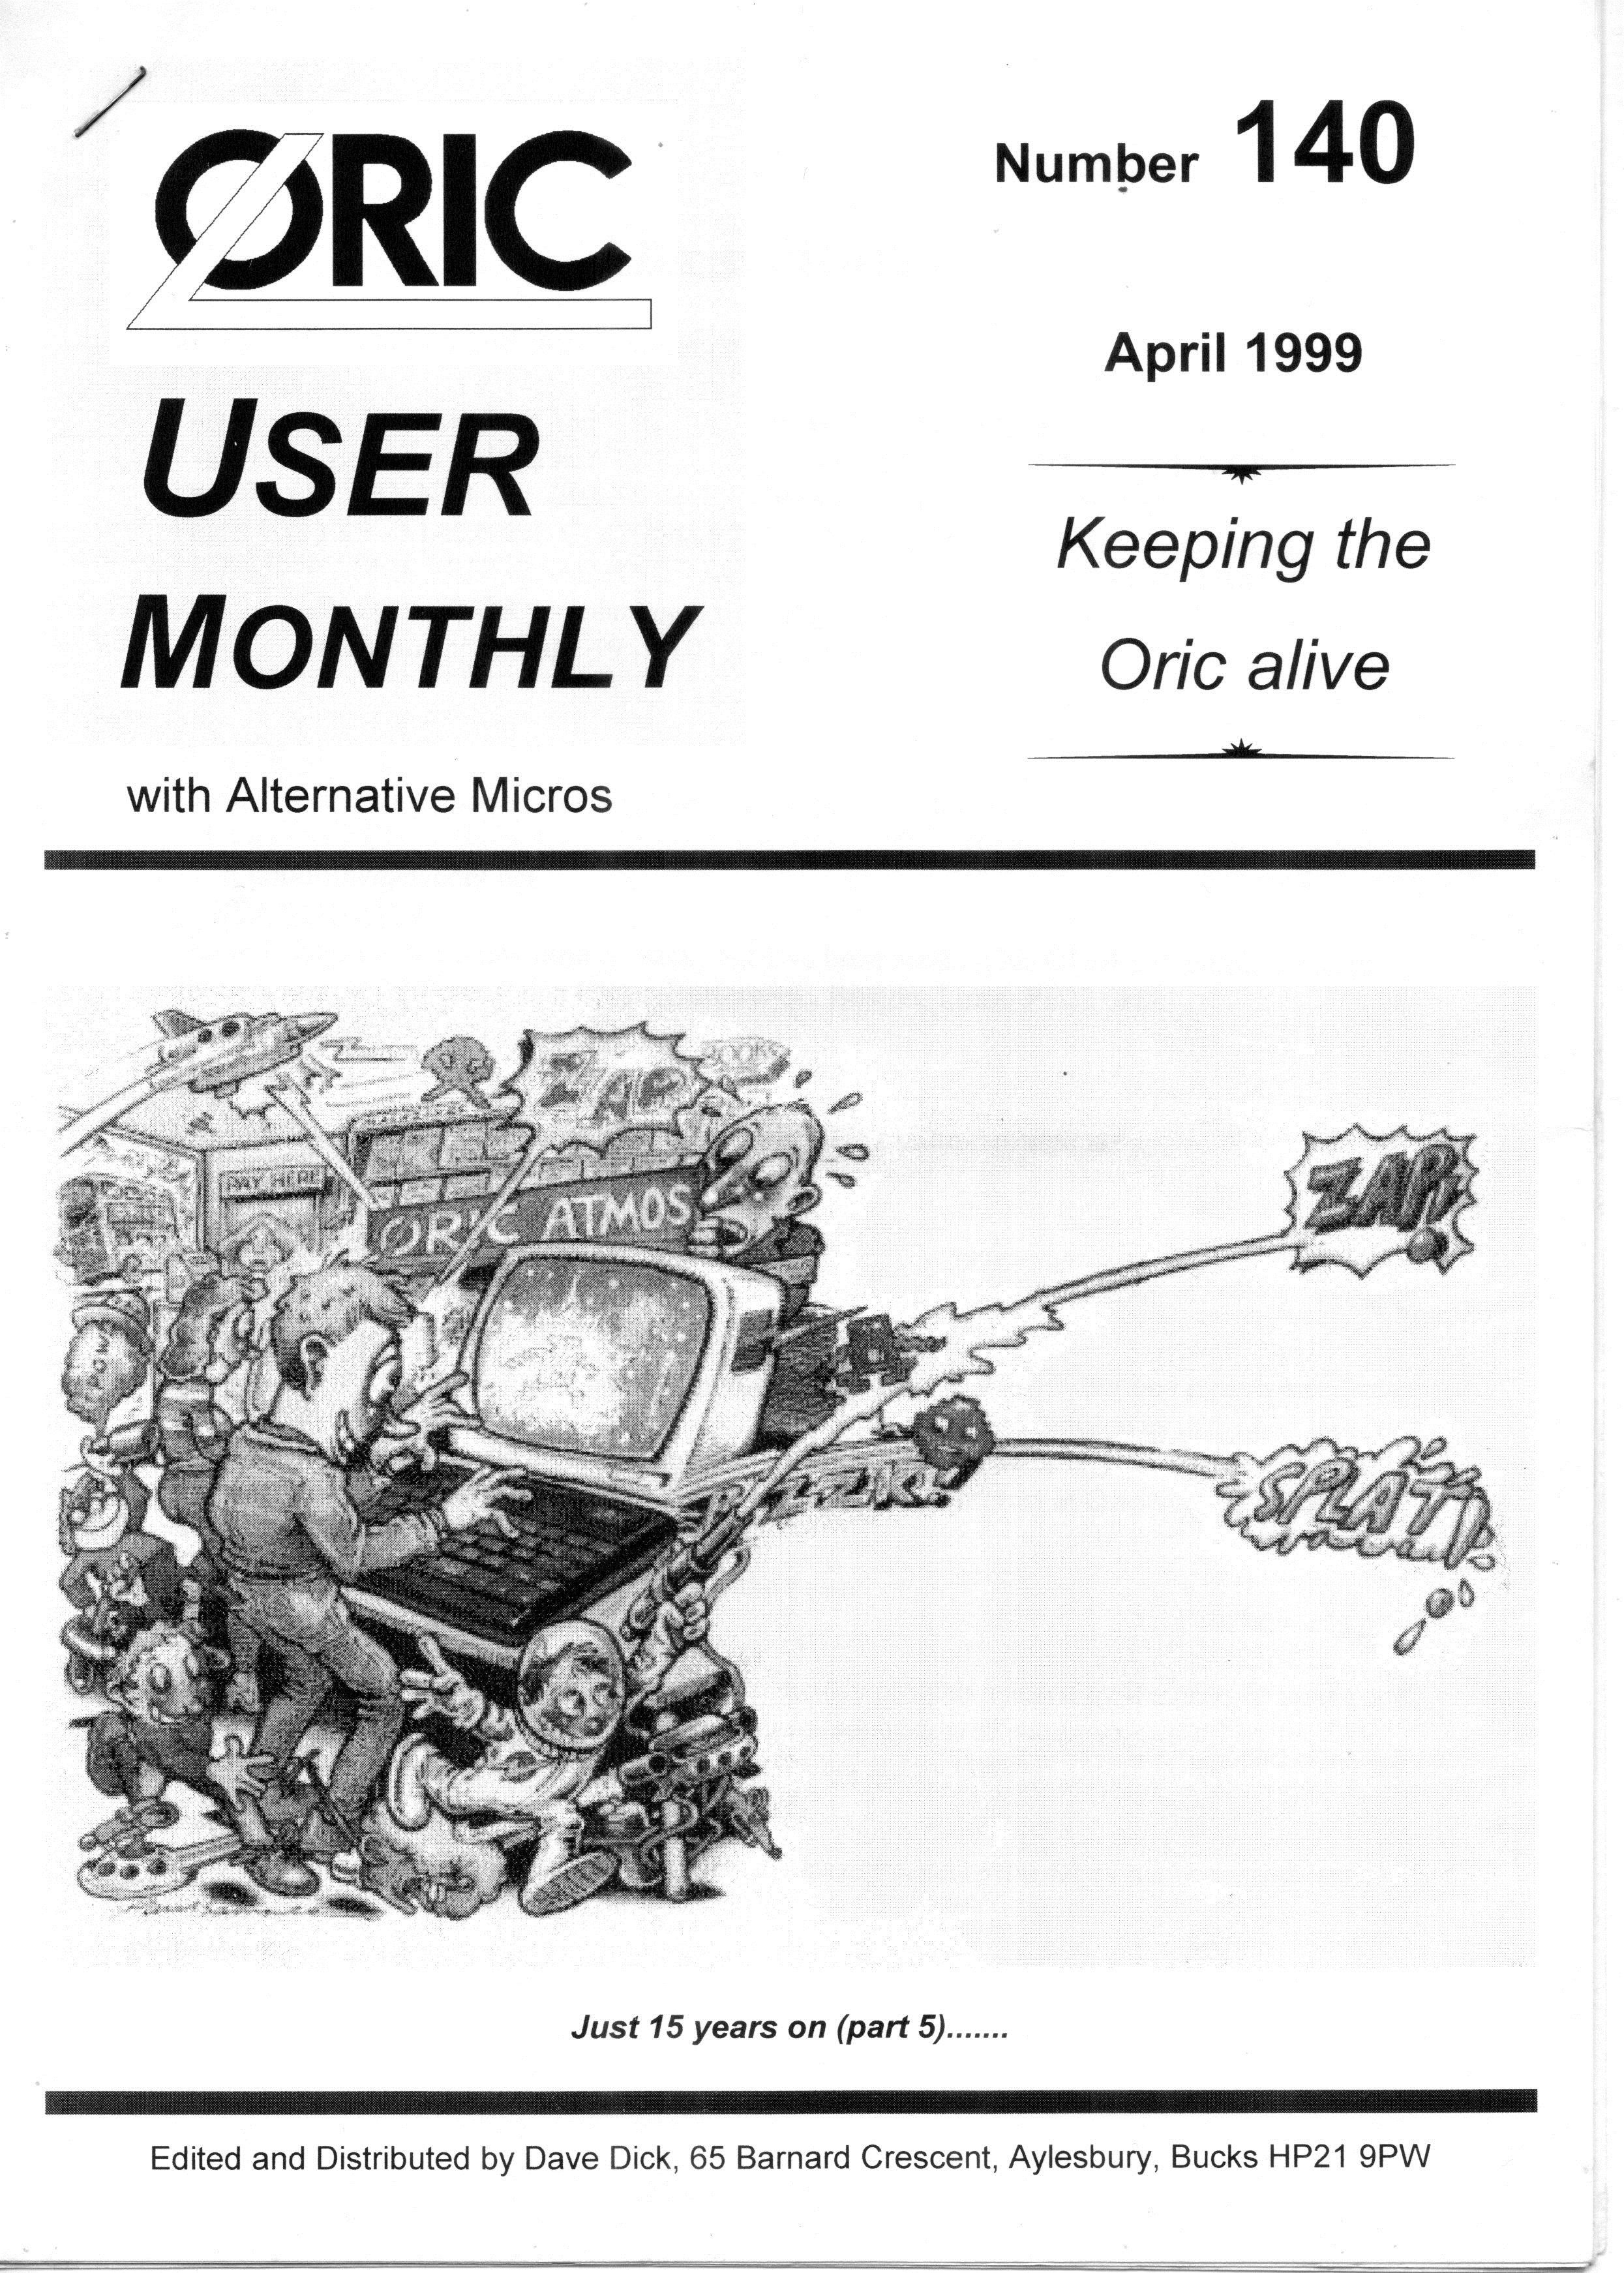 ORIC
USER
MONTHLY
with Alternative Micros
Number 140
April 1999
Keeping the
Oric alive
ZAP
BOOKS
PAY HERE
ORIC ATMOS
ZAP
POW
SPLAT!
Just 15 years on (part 5).......
Edited and Distributed by Dave Dick, 65 Barnard Crescent, Aylesbury, Bucks HP21 9PW